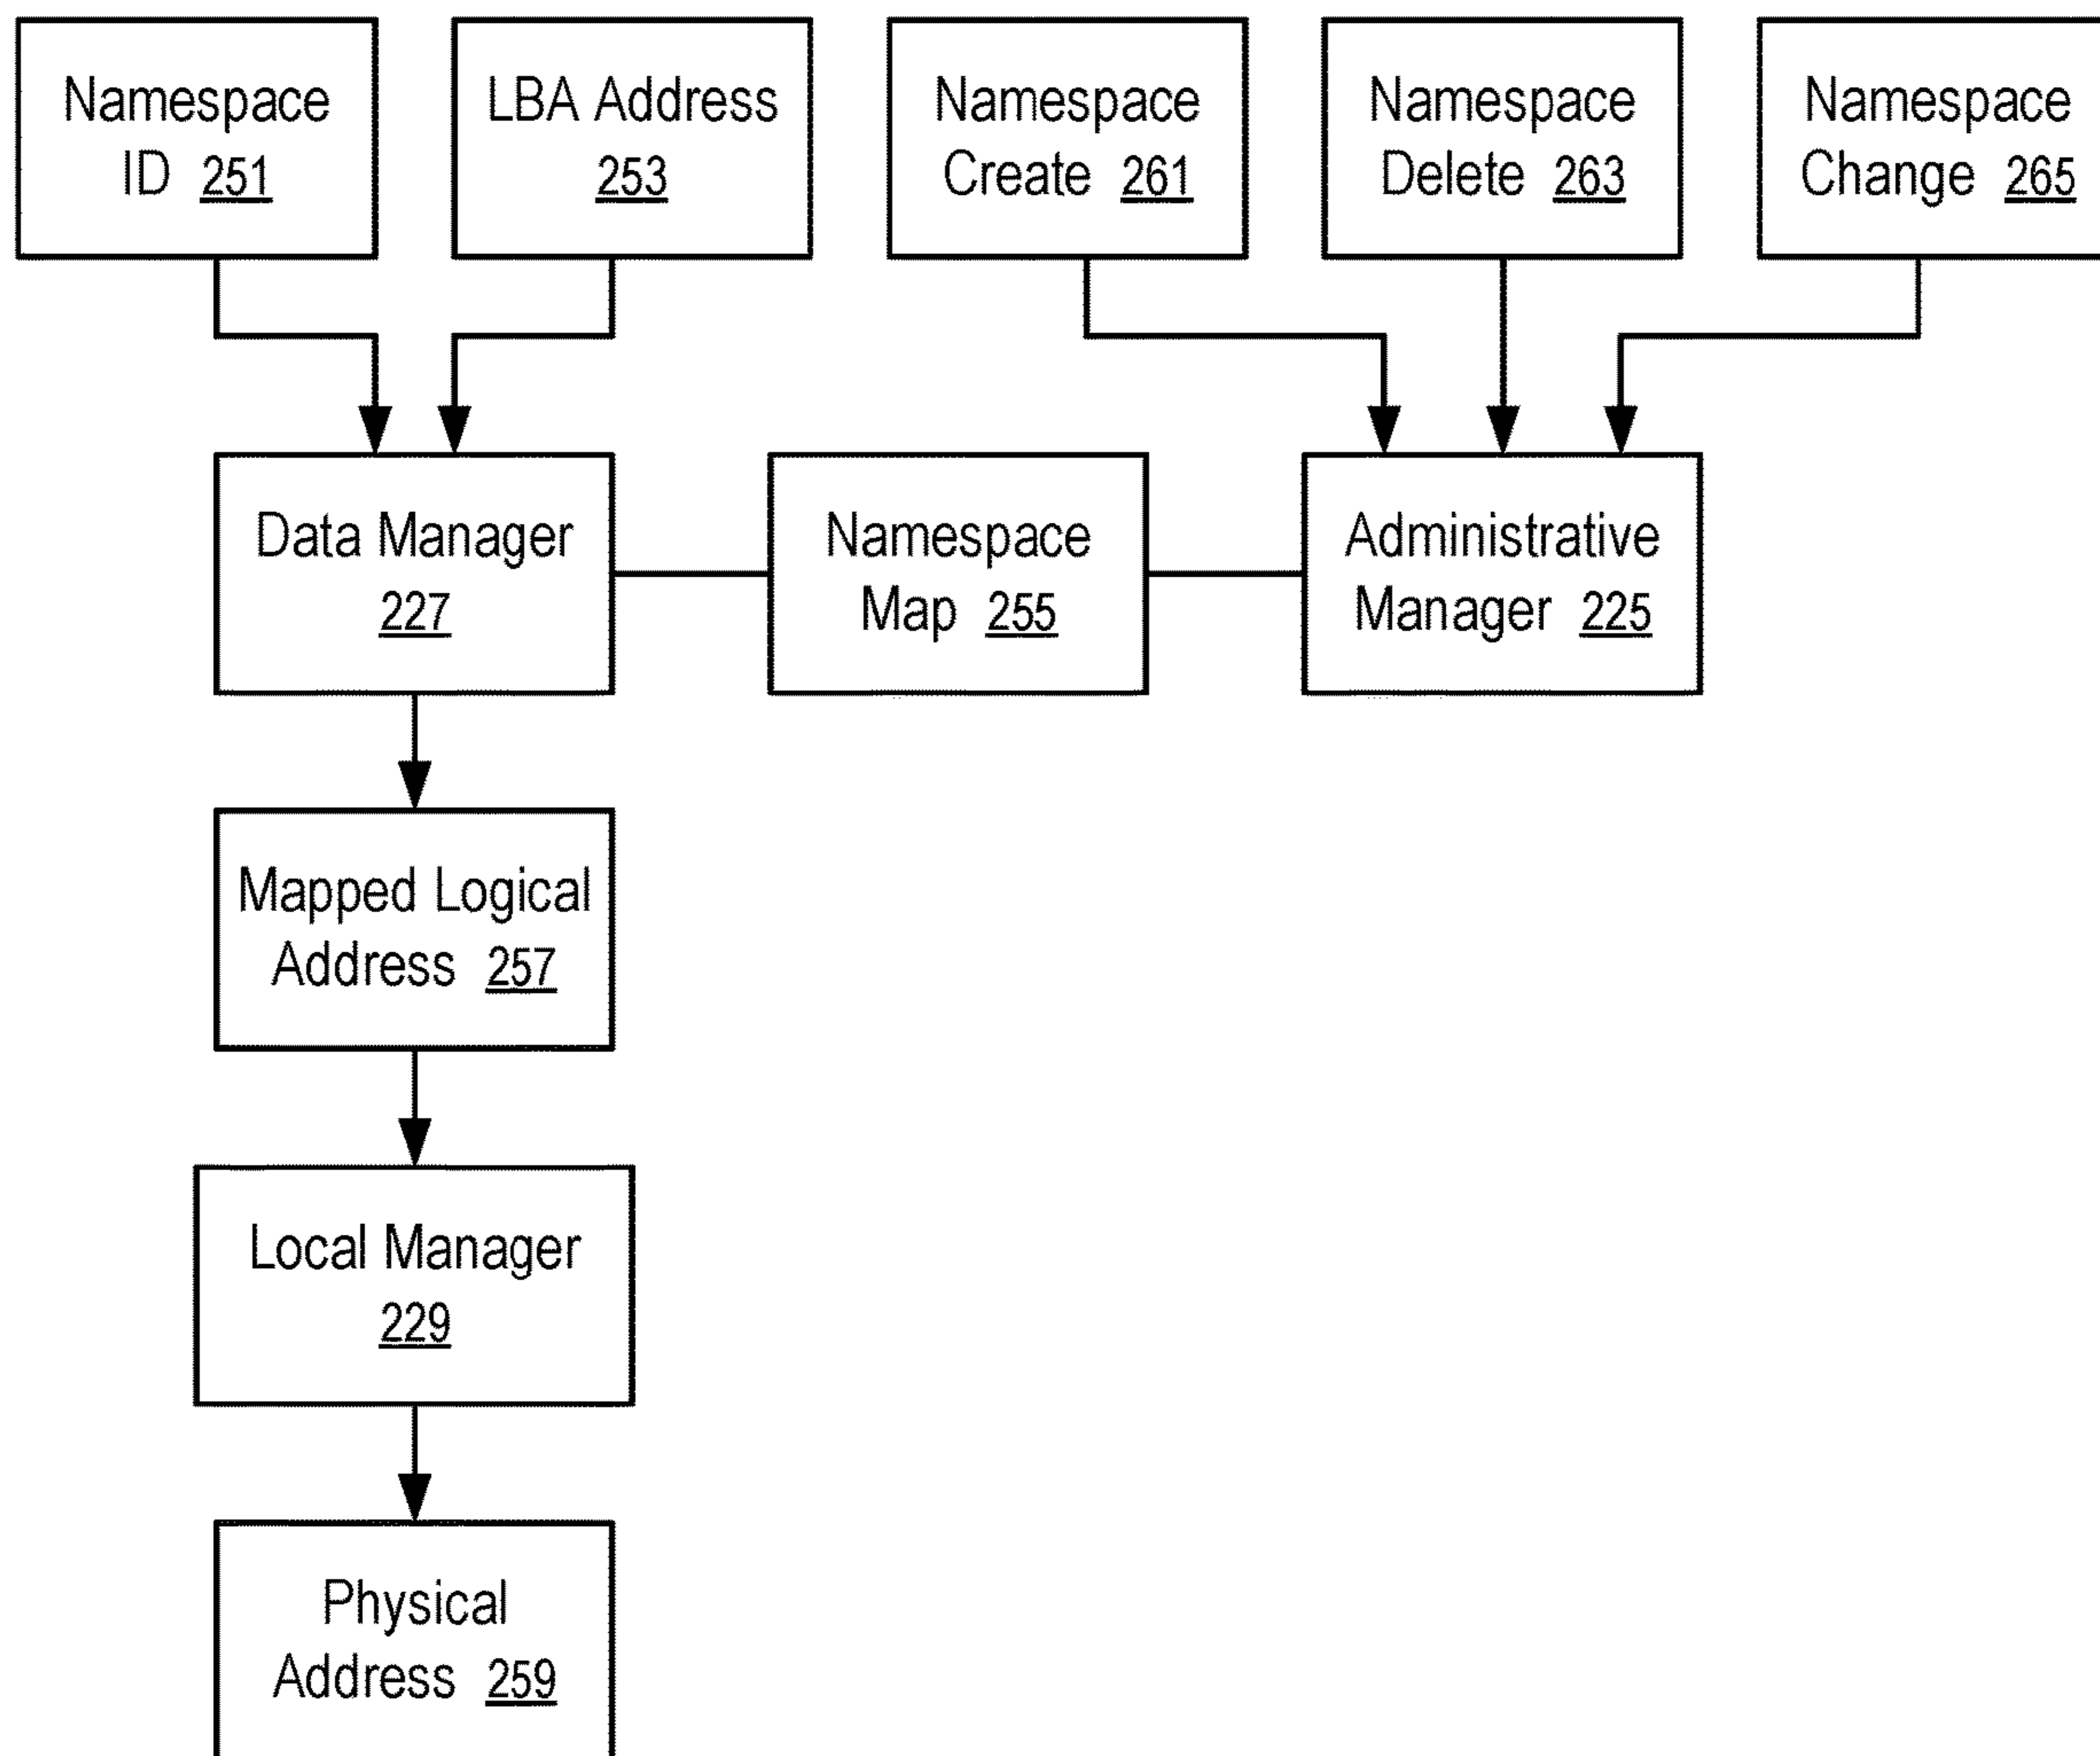 Namespace
ID 251
LBA Address
253
Namespace
Create 261
Namespace
Delete 263
Namespace
Change 265
Data Manager
227
Namespace
Map 255
Administrative
Manager 225
Mapped Logical
Address 257
Local Manager
229
Physical
Address 259